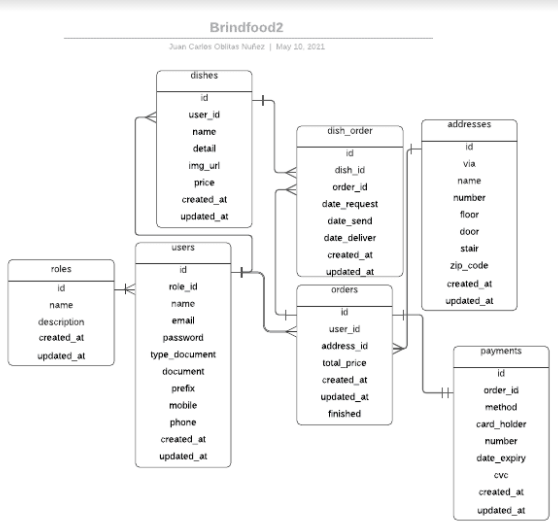 Brindfood2
Juan Carlos Oblitas Nuñez | May 10, 2021
dishes
id
user_id
name
detail
img_url
price
created_at
updated_at
dish_order
id
dish_id
order_id
date_request
date_send
date_deliver
created_at
updated_at
addresses
id
via
name
number
floor
door
stair
zip_code
created_at
updated_at
roles
id
name
description
created_at
updated_at
users
id
role_id
name
email
password
type_document
document
prefix
mobile
phone
created_at
updated_at
orders
id
user_id
address_id
total_price
created_at
updated_at
finished
payments
id
order_id
method
card_holder
number
date_expiry
cvc
created_at
updated_at